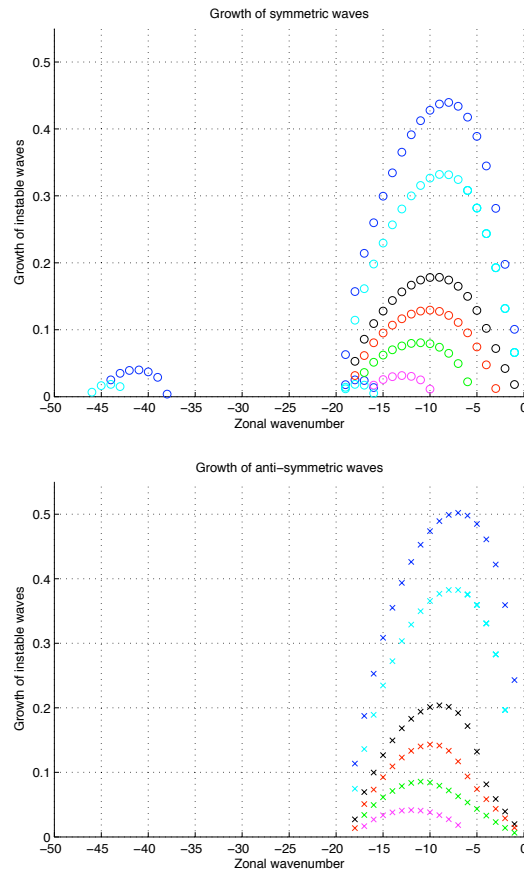 Growth of symmetric waves
0.5
0.4
0.3
0.2
0.1
0
Growth of instable waves
−50 −45 −40 −35 −30 −25 −20 −15 −10 −5 0
Zonal wavenumber
Growth of anti−symmetric waves
0.5
0.4
0.3
0.2
0.1
0
Growth of instable waves
−50 −45 −40 −35 −30 −25 −20 −15 −10 −5 0
Zonal wavenumber